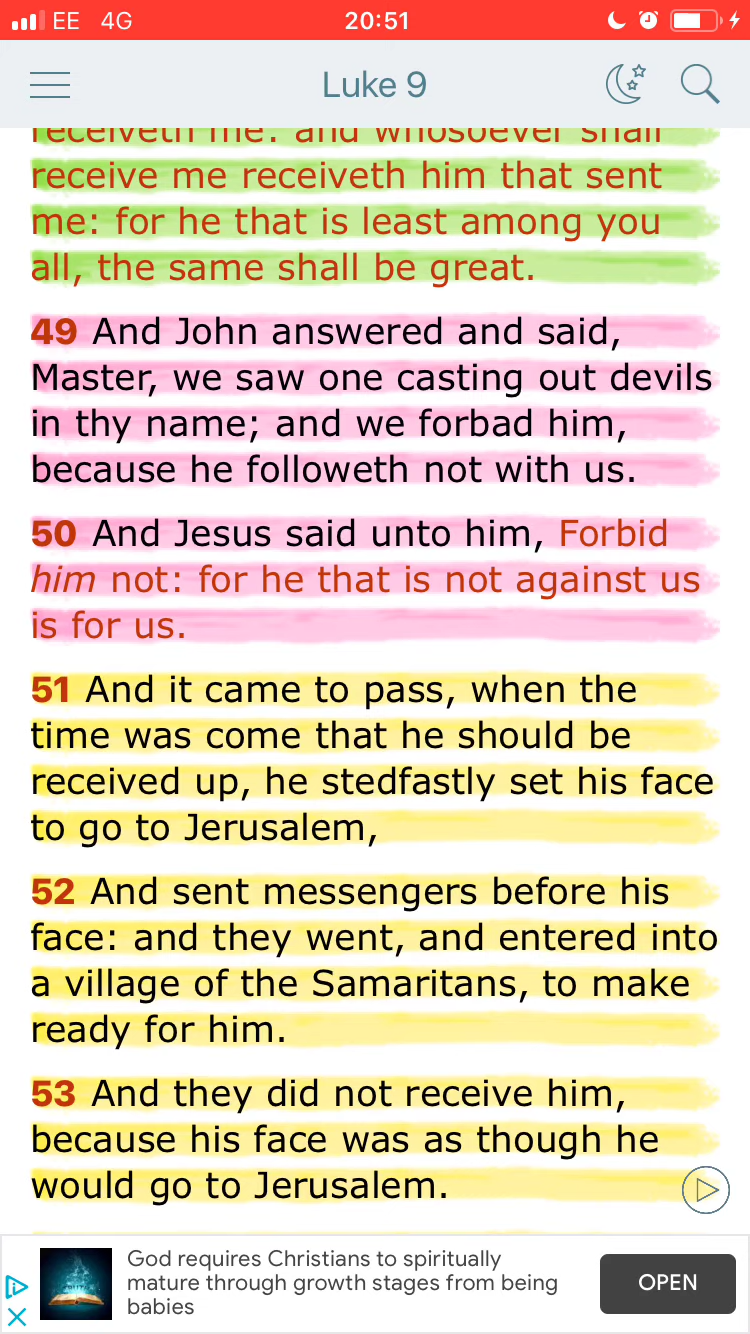 EE 4G 20:51
Luke 9
receiveth me: and whosoever shall
receive me receiveth him that sent
me: for he that is least among you
all, the same shall be great.
49 And John answered and said,
Master, we saw one casting out devils
in thy name; and we forbad him,
because he followeth not with us.
50 And Jesus said unto him, Forbid
him not: for he that is not against us
is for us.
51 And it came to pass, when the
time was come that he should be
received up, he stedfastly set his face
to go to Jerusalem,
52 And sent messengers before his
face: and they went, and entered into
a village of the Samaritans, to make
ready for him.
53 And they did not receive him,
because his face was as though he
would go to Jerusalem.
God requires Christians to spiritually
mature through growth stages from being
babies
OPEN